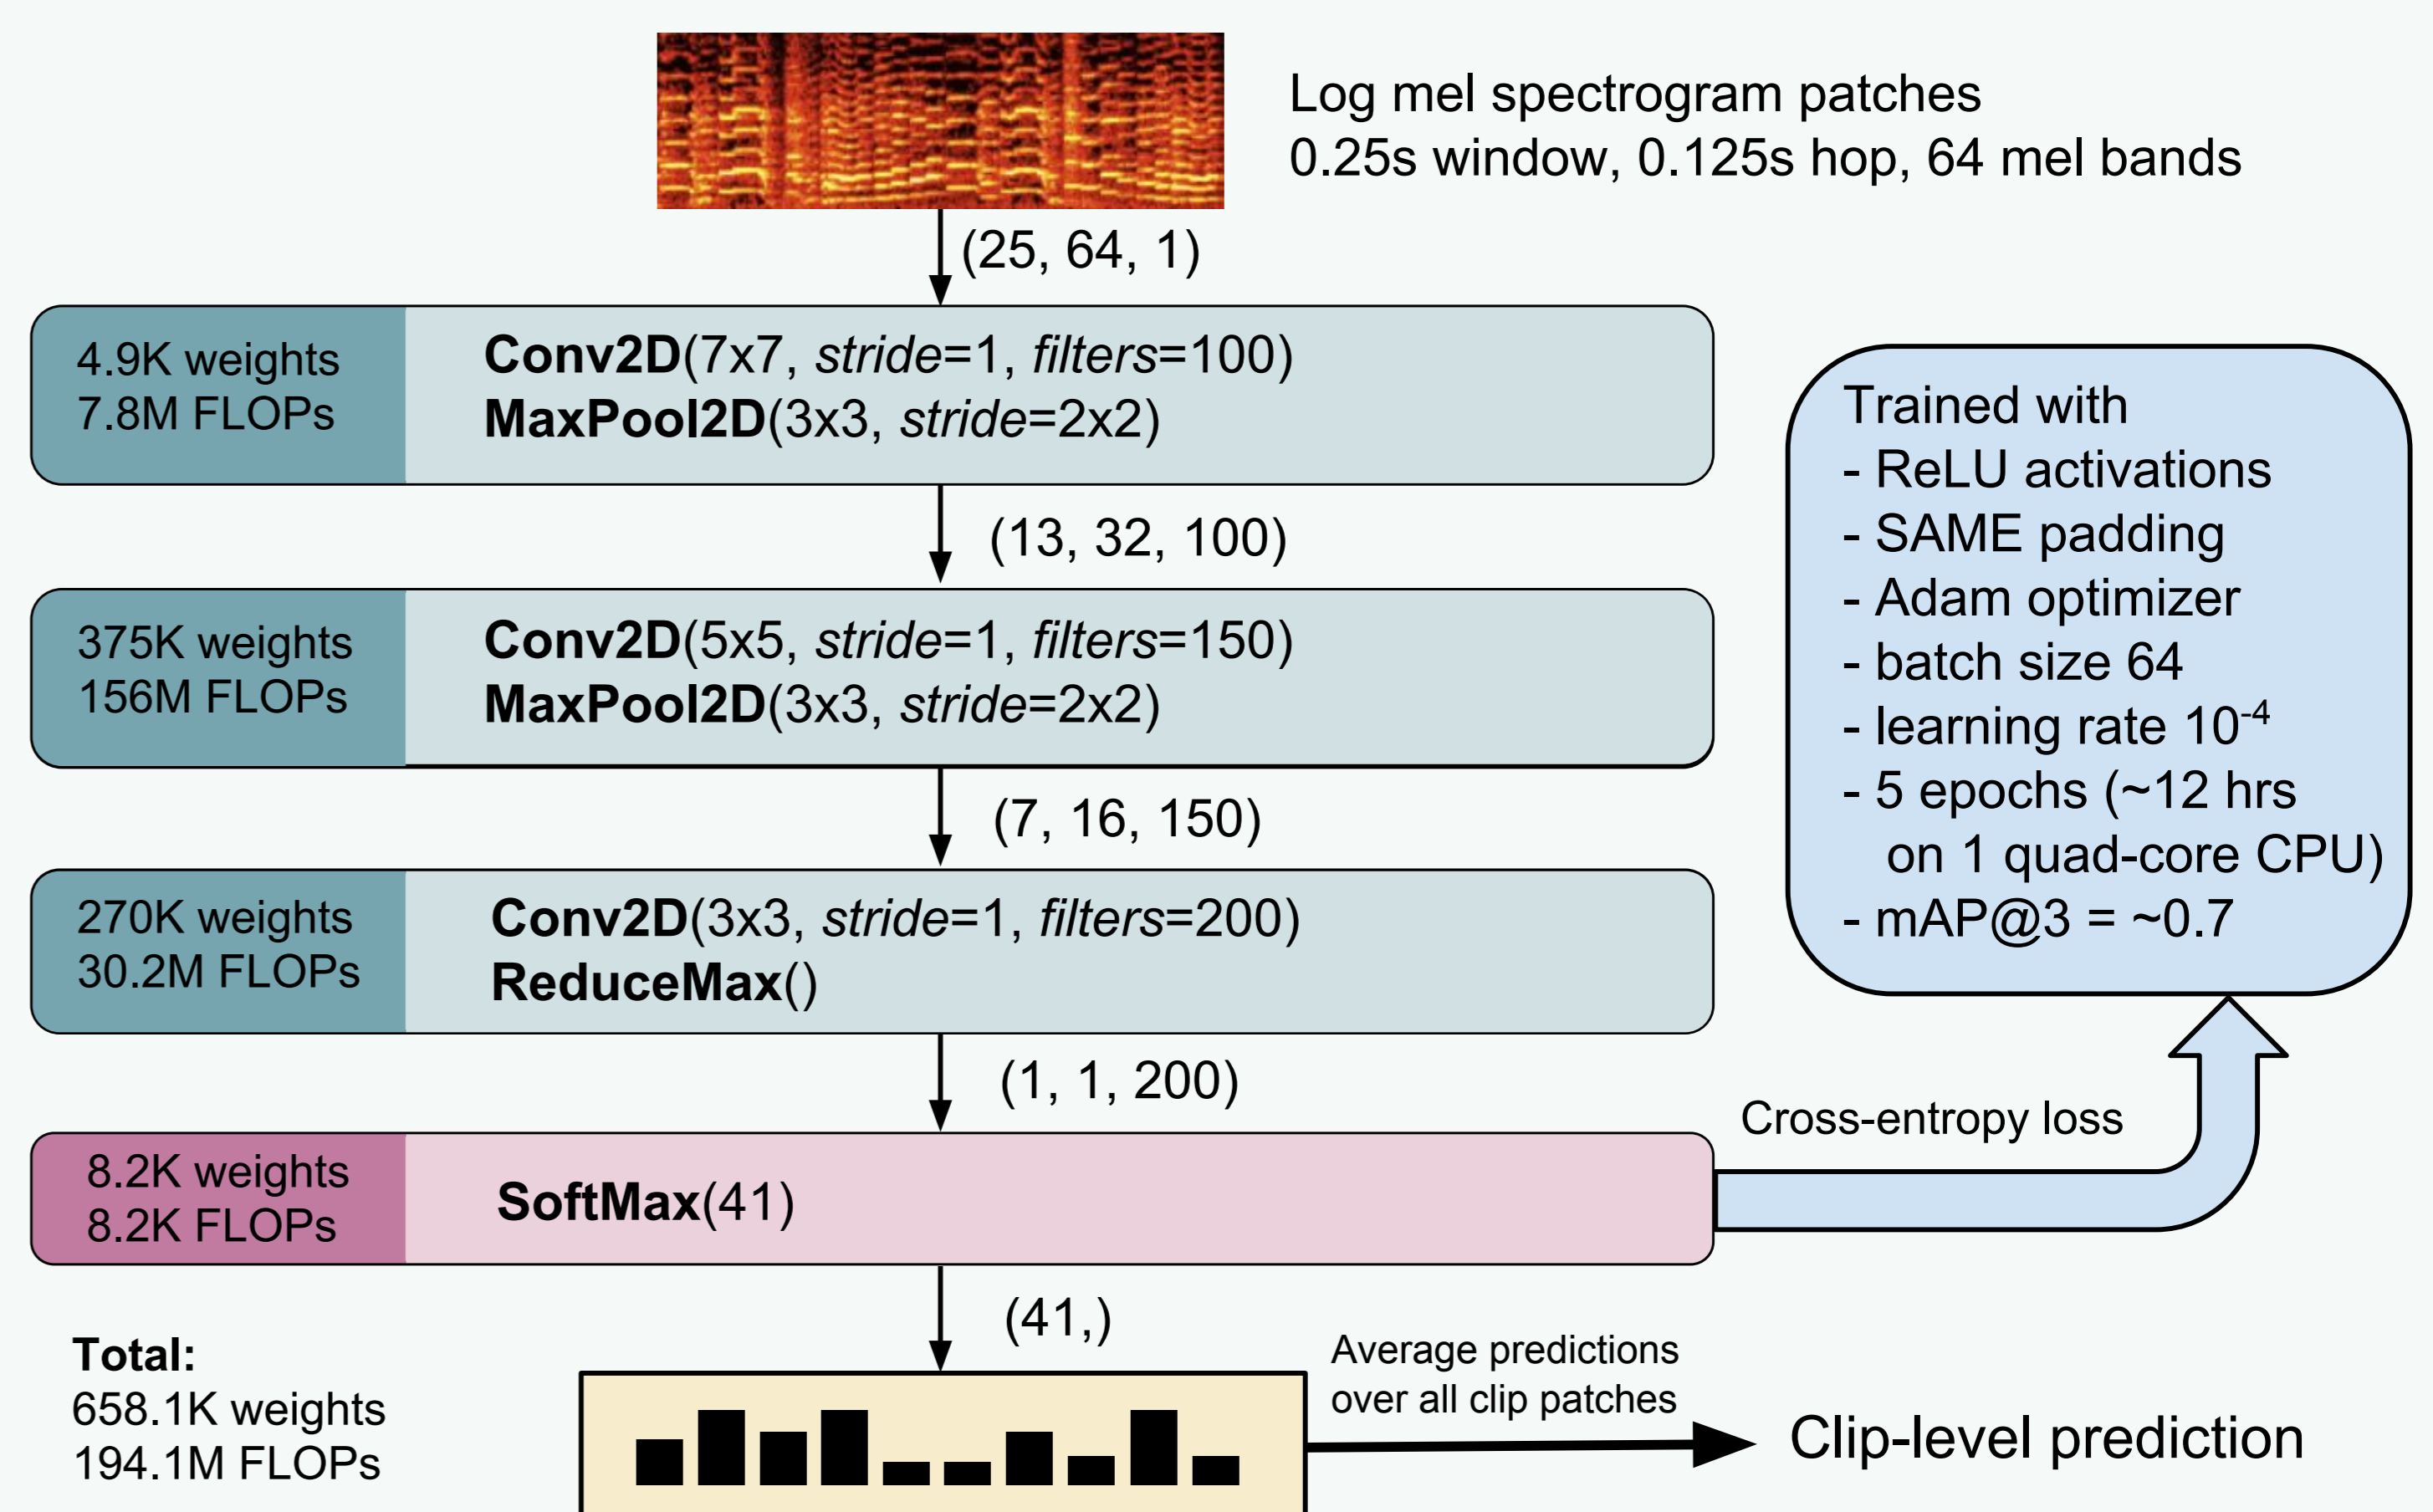 Log mel spectrogram patches
0.25s window, 0.125s hop, 64 mel bands
(25, 64, 1)
4.9K weights
7.8M FLOPs
Conv2D(7x7, stride=1, filters=100)
MaxPool2D(3x3, stride=2x2)
(13, 32, 100)
375K weights
156M FLOPs
Conv2D(5x5, stride=1, filters=150)
MaxPool2D(3x3, stride=2x2)
(7, 16, 150)
270K weights
30.2M FLOPs
Conv2D(3x3, stride=1, filters=200)
ReduceMax()
(1, 1, 200)
8.2K weights
8.2K FLOPs
SoftMax(41)
(41,)
Trained with
- ReLU activations
- SAME padding
- Adam optimizer
- batch size 64
- learning rate 10⁻⁴
- 5 epochs (~12 hrs
on 1 quad-core CPU)
- mAP@3 = ~0.7
Cross-entropy loss
Total:
658.1K weights
194.1M FLOPs
Average predictions
over all clip patches
Clip-level prediction